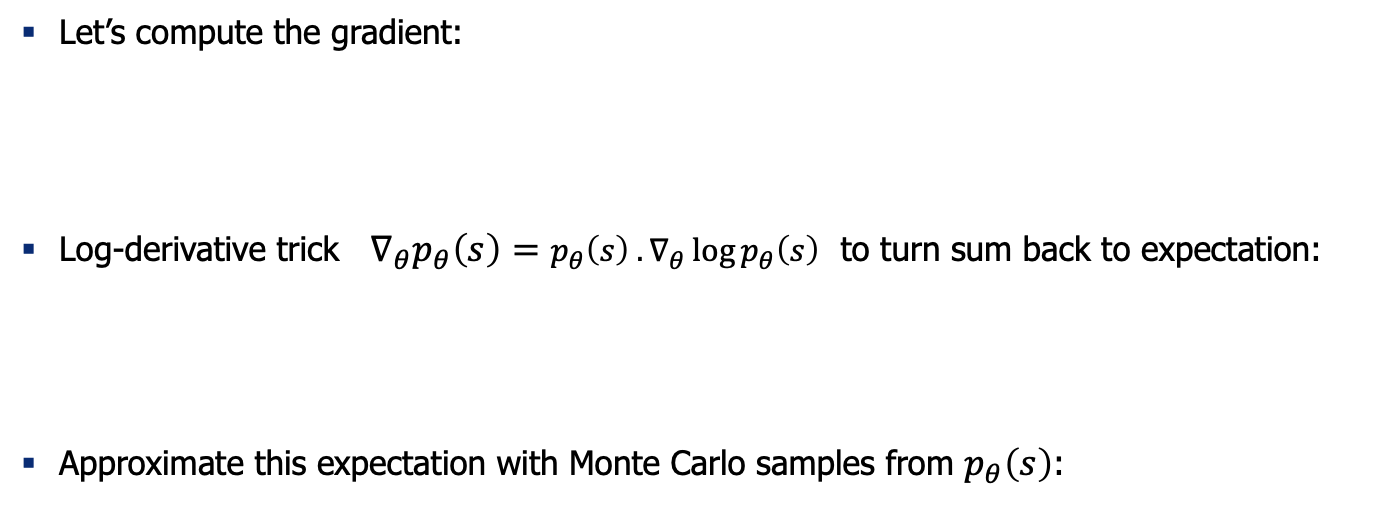 ▪ Let's compute the gradient:
▪ Log-derivative trick ∇θpθ(s) = pθ(s).∇θ log pθ(s) to turn sum back to expectation:
▪ Approximate this expectation with Monte Carlo samples from pθ(s):